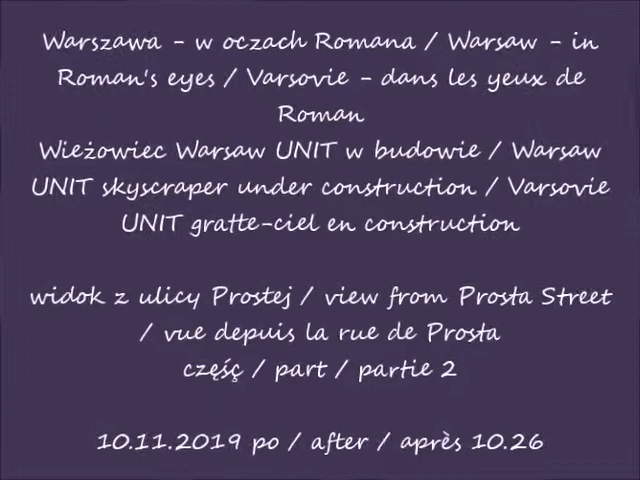 Warszawa - w oczach Romana / Warsaw - in
Roman's eyes / Varsovie - dans les yeux de
Roman
Wieżowiec Warsaw UNIT w budowie / Warsaw
UNIT skyscraper under construction / Varsovie
UNIT gratte-ciel en construction
widok z ulicy Prostej / view from Prosta Street
/ vue depuis la rue de Prosta
częśç / part / partie 2
10.11.2019 po / after / après 10.26